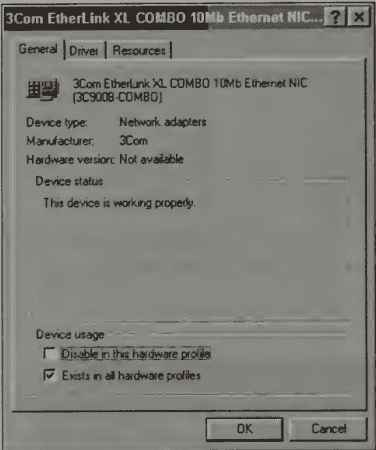 3Com EtherLink XL COMBO 10Mb Ethernet NIC...
General Driver Resources
3Com EtherLink XL COMBO 10Mb Ethernet NIC
(3C900B-COMBO)
Device type: Network adapters
Manufacturer: 3Com
Hardware version: Not available
Device status
This device is working properly.
Device usage
Disable in this hardware profile
Exists in all hardware profiles
OK Cancel